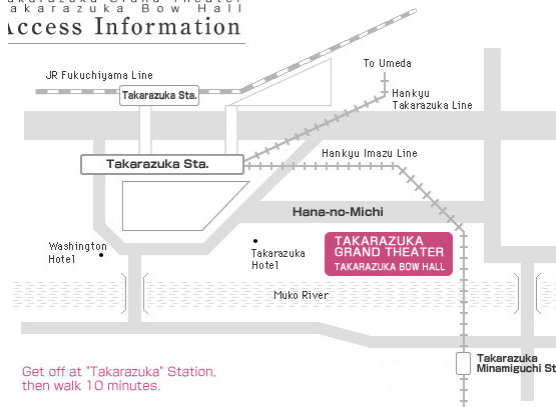 Takarazuka Bow Hall
Access Information
To Umeda
JR Fukuchiyama Line
Takarazuka Sta.
Hankyu
Takarazuka Line
Hankyu Imazu Line
Takarazuka Sta.
Hana-no-Michi
TAKARAZUKA
GRAND THEATER
TAKARAZUKA BOW HALL
Washington
Hotel
Takarazuka
Hotel
Muko River
Takarazuka
Minamiguchi St
Get off at "Takarazuka" Station,
then walk 10 minutes.